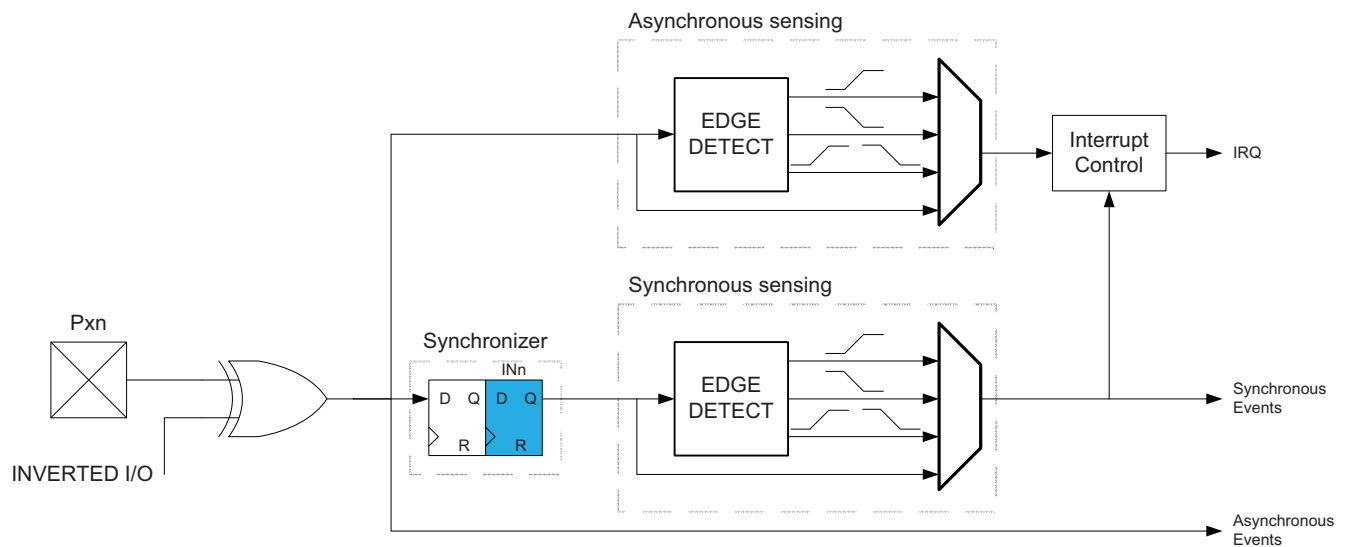 Asynchronous sensing
EDGE
DETECT
Interrupt
Control
IRQ
Synchronous sensing
Pxn
Synchronizer
INn
D Q D Q
R R
EDGE
DETECT
Synchronous
Events
INVERTED I/O
Asynchronous
Events